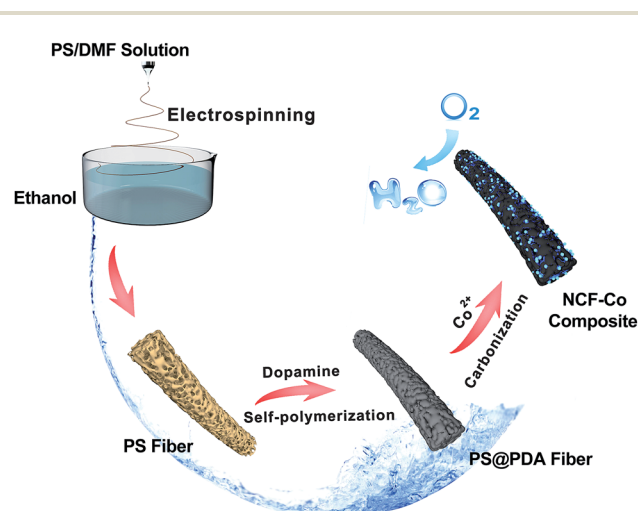 PS/DMF Solution
Electrospinning
Ethanol
O2
H2O
PS Fiber
Dopamine
Self-polymerization
PS@PDA Fiber
Co2+
Carbonization
NCF-Co
Composite